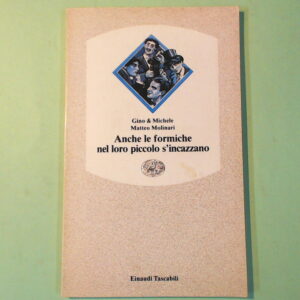 Gino & Michele
Matteo Molinari
Anche le formiche
nel loro piccolo s'incazzano
Einaudi Tascabili